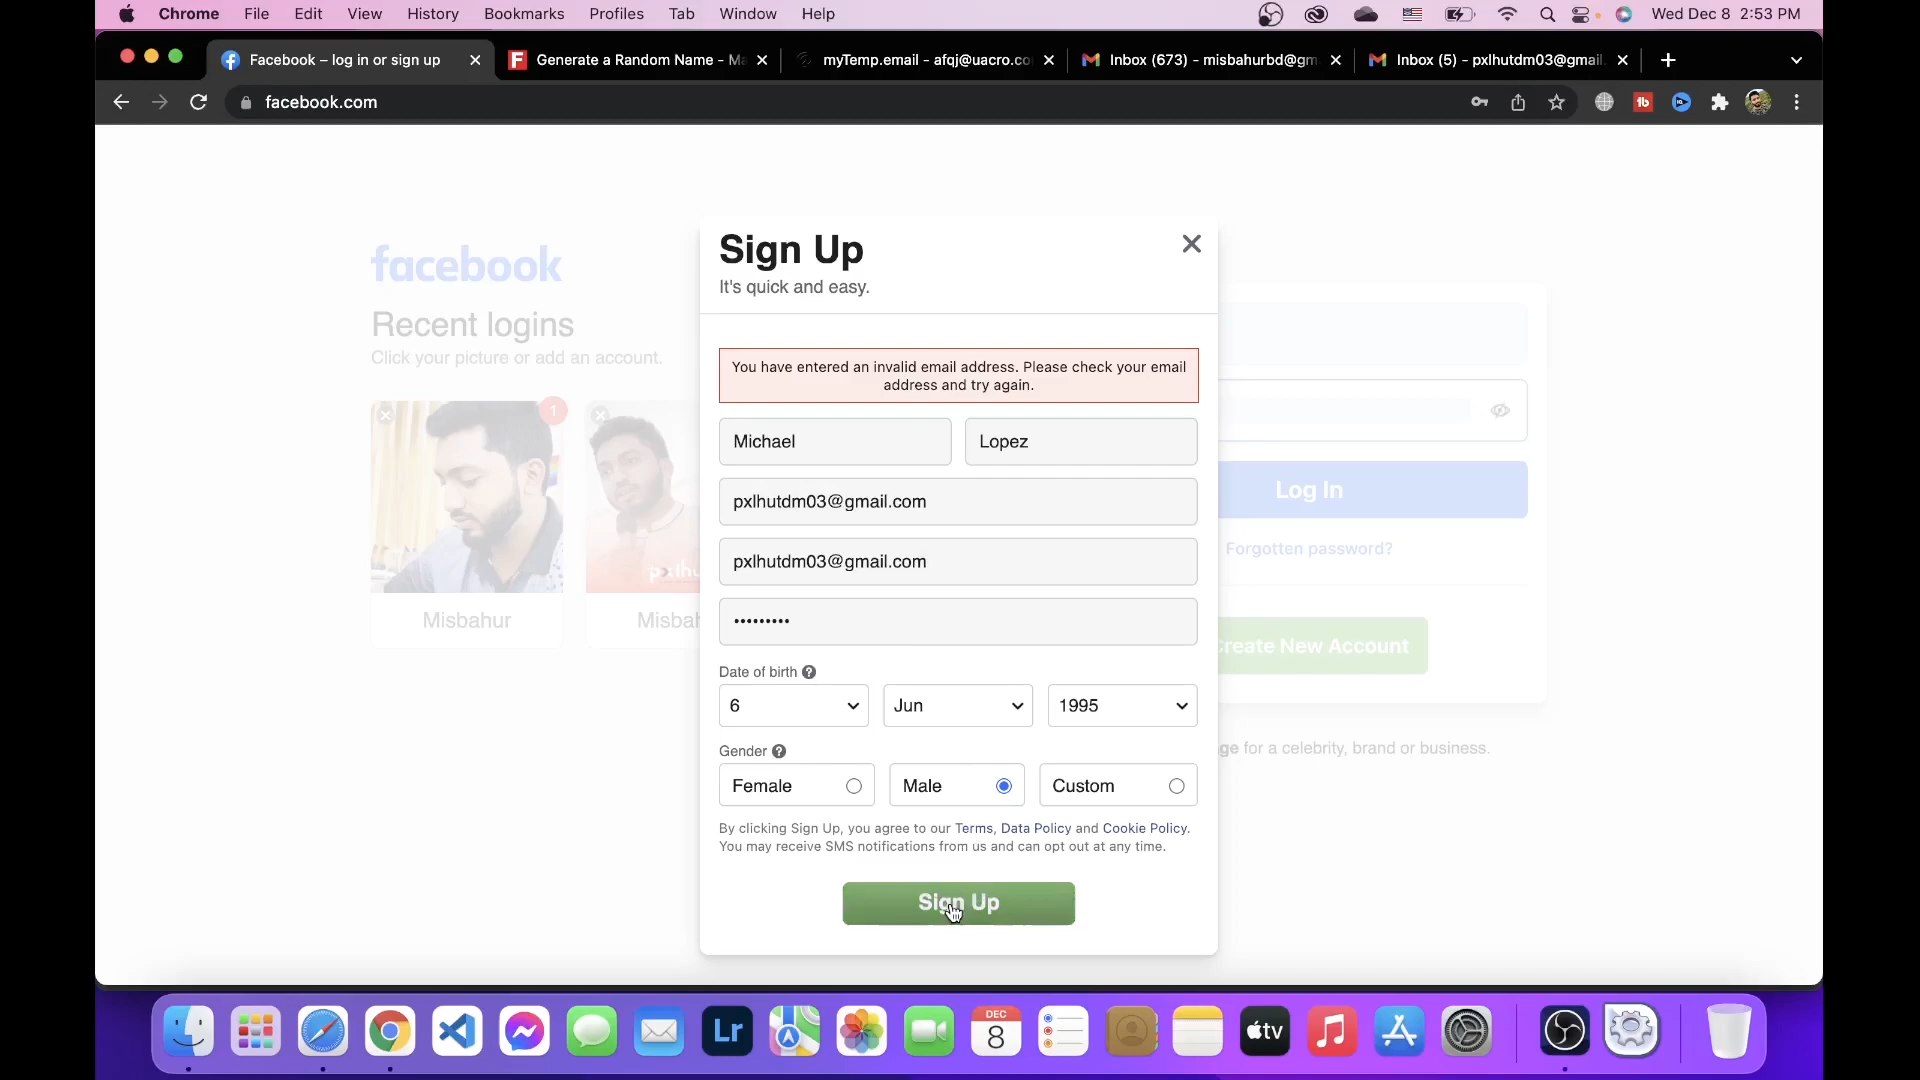 Chrome File Edit View History Bookmarks Profiles Tab Window Help Wed Dec 8 2:53 PM
Facebook – log in or sign up Generate a Random Name - Ma myTemp.email - afqj@uacro.co Inbox (673) - misbahurbd@gm Inbox (5) - pxlhutdm03@gmail.
facebook.com
Sign Up
It's quick and easy.
facebook
Recent logins
Click your picture or add an account.
1
Misbahur
Misbah
You have entered an invalid email address. Please check your email
address and try again.
Michael Lopez
pxlhutdm03@gmail.com
pxlhutdm03@gmail.com
•••••••••
Date of birth
6 Jun 1995
Gender
Female Male Custom
By clicking Sign Up, you agree to our Terms, Data Policy and Cookie Policy.
You may receive SMS notifications from us and can opt out at any time.
Sign Up
Log In
Forgotten password?
Create New Account
ge for a celebrity, brand or business.
Lr
DEC
8
tv